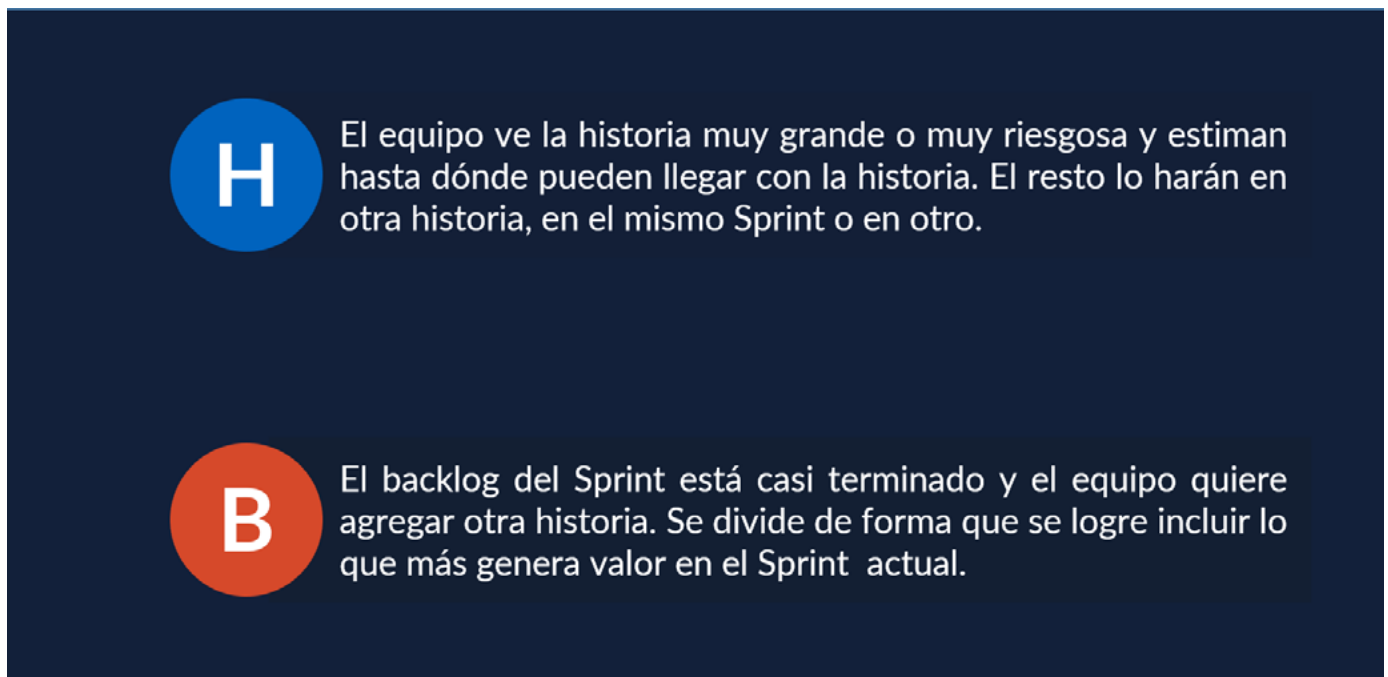 H
El equipo ve la historia muy grande o muy riesgosa y estiman
hasta dónde pueden llegar con la historia. El resto lo harán en
otra historia, en el mismo Sprint o en otro.
B
El backlog del Sprint está casi terminado y el equipo quiere
agregar otra historia. Se divide de forma que se logre incluir lo
que más genera valor en el Sprint  actual.